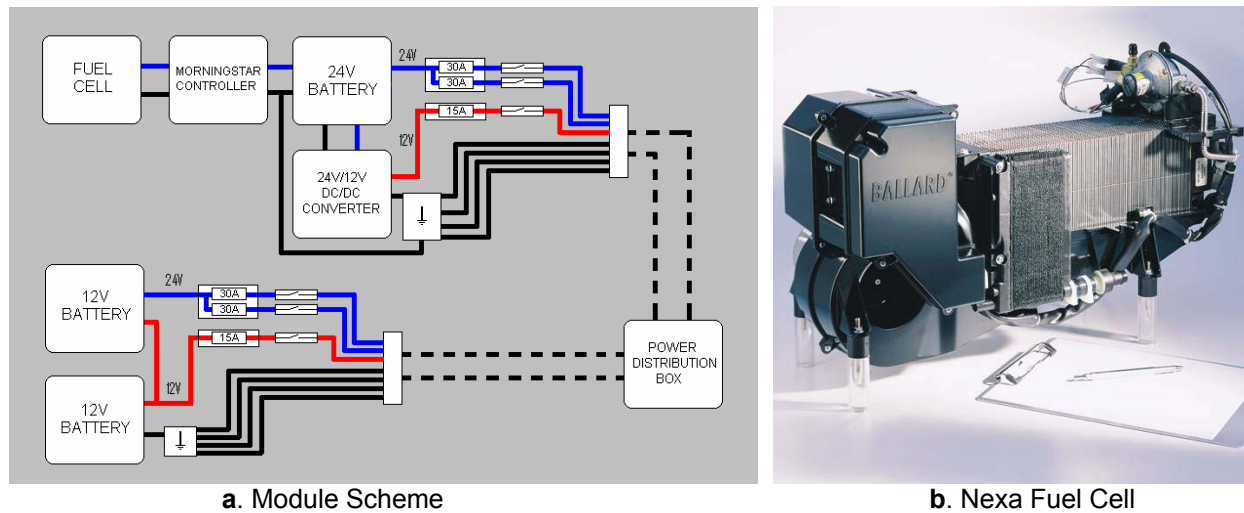 FUEL
CELL
MORNINGSTAR
CONTROLLER
24V
BATTERY
24V
30A
30A
15A
12V
24V/12V
DC/DC
CONVERTER
12V
BATTERY
24V
30A
30A
15A
12V
12V
BATTERY
POWER
DISTRIBUTION
BOX
BALLARD
a. Module Scheme
b. Nexa Fuel Cell